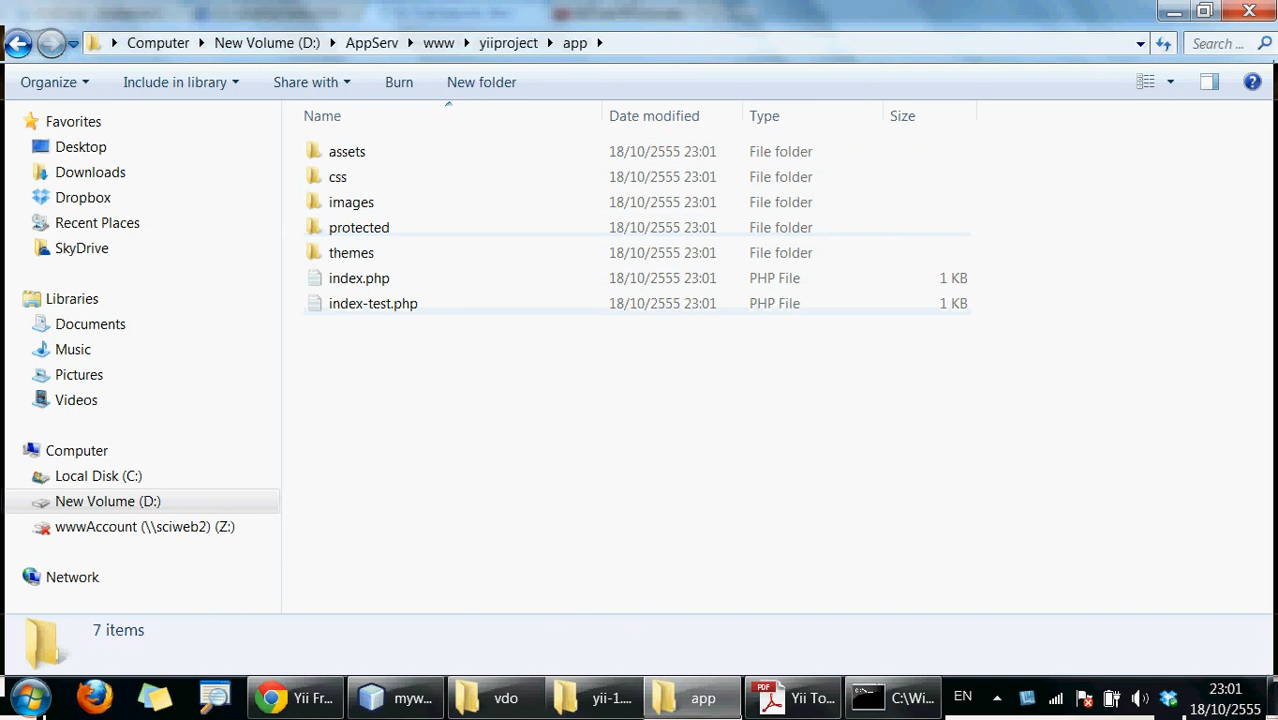 Computer New Volume (D:) AppServ www yiiproject app
Search ...
Organize Include in library Share with Burn New folder
Favorites
Desktop
Downloads
Dropbox
Recent Places
SkyDrive
Libraries
Documents
Music
Pictures
Videos
Computer
Local Disk (C:)
New Volume (D:)
wwwAccount (\\sciweb2) (Z:)
Network
Name Date modified Type Size
assets 18/10/2555 23:01 File folder
css 18/10/2555 23:01 File folder
images 18/10/2555 23:01 File folder
protected 18/10/2555 23:01 File folder
themes 18/10/2555 23:01 File folder
index.php 18/10/2555 23:01 PHP File 1 KB
index-test.php 18/10/2555 23:01 PHP File 1 KB
7 items
Yii Fr... myw... vdo yii-1.... app PDF Yii To... C:\Wi... EN 23:01
18/10/2555